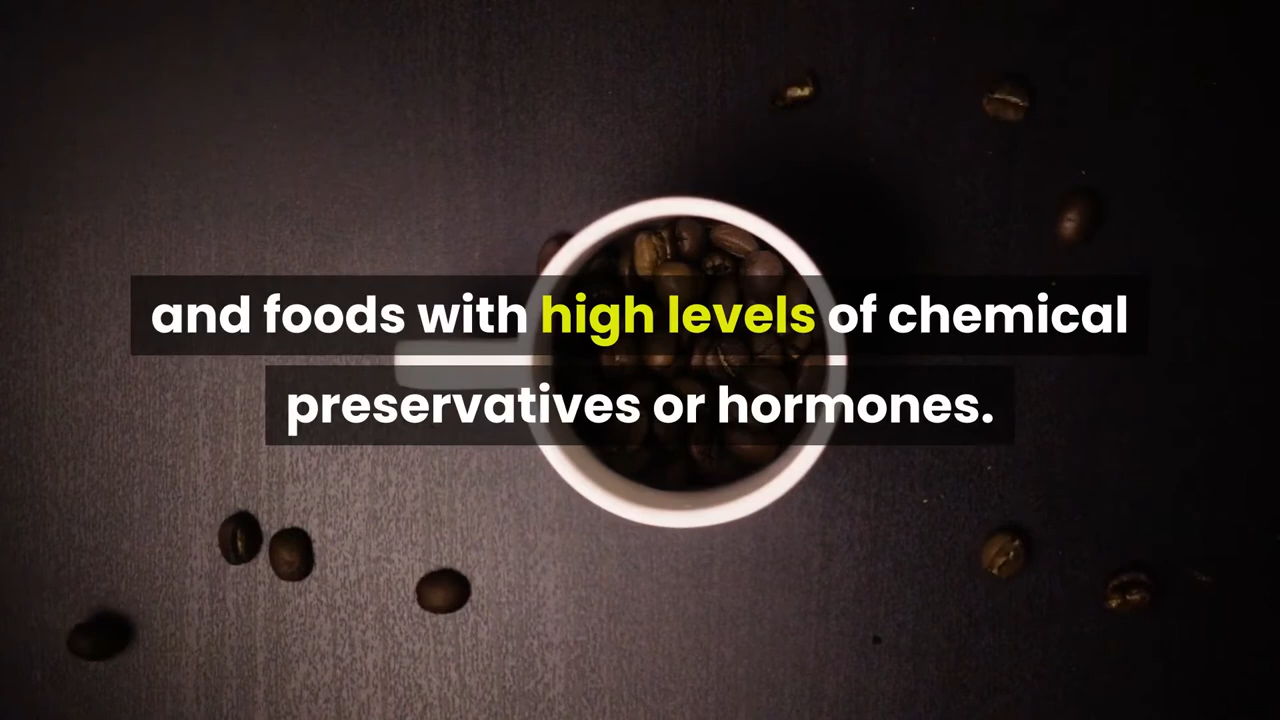 and foods with high levels of chemical
preservatives or hormones.